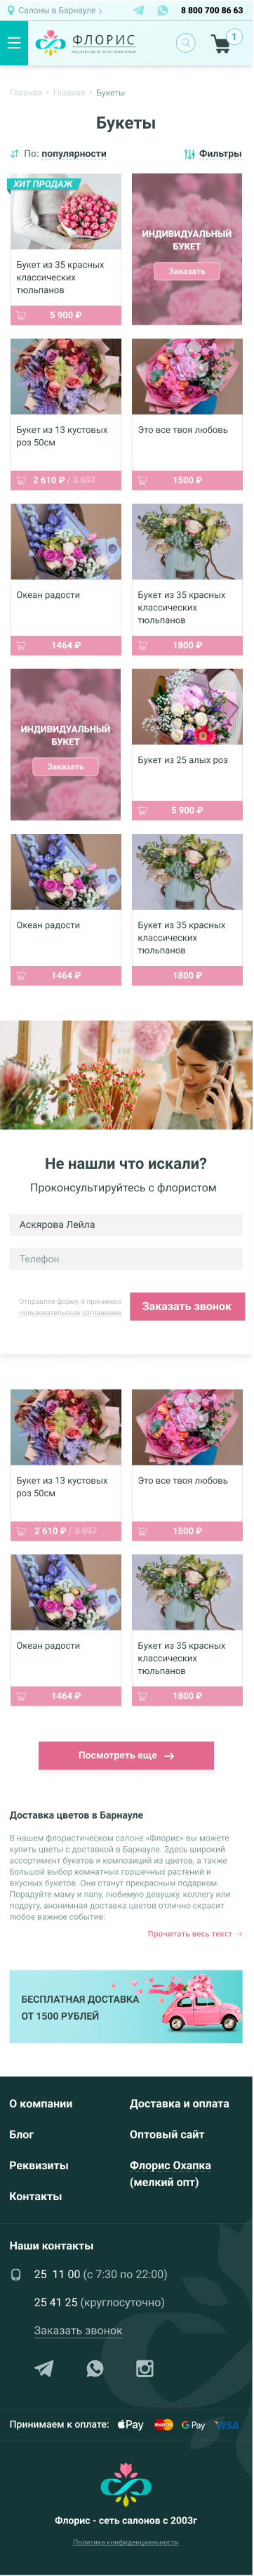 Салоны в Барнауле
8 800 700 86 63
ФЛОРИС
1
Главная • Главная • Букеты
Букеты
По: популярности
Фильтры
ХИТ ПРОДАЖ
Букет из 35 красных
классических
тюльпанов
5 900 ₽
ИНДИВИДУАЛЬНЫЙ
БУКЕТ
Заказать
Букет из 13 кустовых
роз 50см
2 610 ₽ / 3 597
Это все твоя любовь
1500 ₽
Океан радости
1464 ₽
Букет из 35 красных
классических
тюльпанов
1800 ₽
ИНДИВИДУАЛЬНЫЙ
БУКЕТ
Заказать
Букет из 25 алых роз
5 900 ₽
Океан радости
1464 ₽
Букет из 35 красных
классических
тюльпанов
1800 ₽
Не нашли что искали?
Проконсультируйтесь с флористом
Аскярова Лейла
Телефон
Отправляя форму, я принимаю
пользовательское соглашение
Заказать звонок
Букет из 13 кустовых
роз 50см
2 610 ₽ / 3 597
Это все твоя любовь
1500 ₽
Океан радости
1464 ₽
Букет из 35 красных
классических
тюльпанов
1800 ₽
Посмотреть еще →
Доставка цветов в Барнауле
В нашем флористическом салоне «Флорис» вы можете
купить цветы с доставкой в Барнауле. Здесь широкий
ассортимент букетов и композиций из цветов, а также
большой выбор комнатных горшечных растений и
вкусных букетов. Они станут прекрасным подарком.
Порадуйте маму и папу, любимую девушку, коллегу или
подругу, анонимная доставка цветов отлично скрасит
любое важное событие:
Прочитать весь текст →
БЕСПЛАТНАЯ ДОСТАВКА
ОТ 1500 РУБЛЕЙ
О компании
Доставка и оплата
Блог
Оптовый сайт
Реквизиты
Флорис Охапка
(мелкий опт)
Контакты
Наши контакты
25 11 00 (с 7:30 по 22:00)
25 41 25 (круглосуточно)
Заказать звонок
Принимаем к оплате:
Pay
G Pay
VISA
Флорис - сеть салонов с 2003г
Политика конфиденциальности